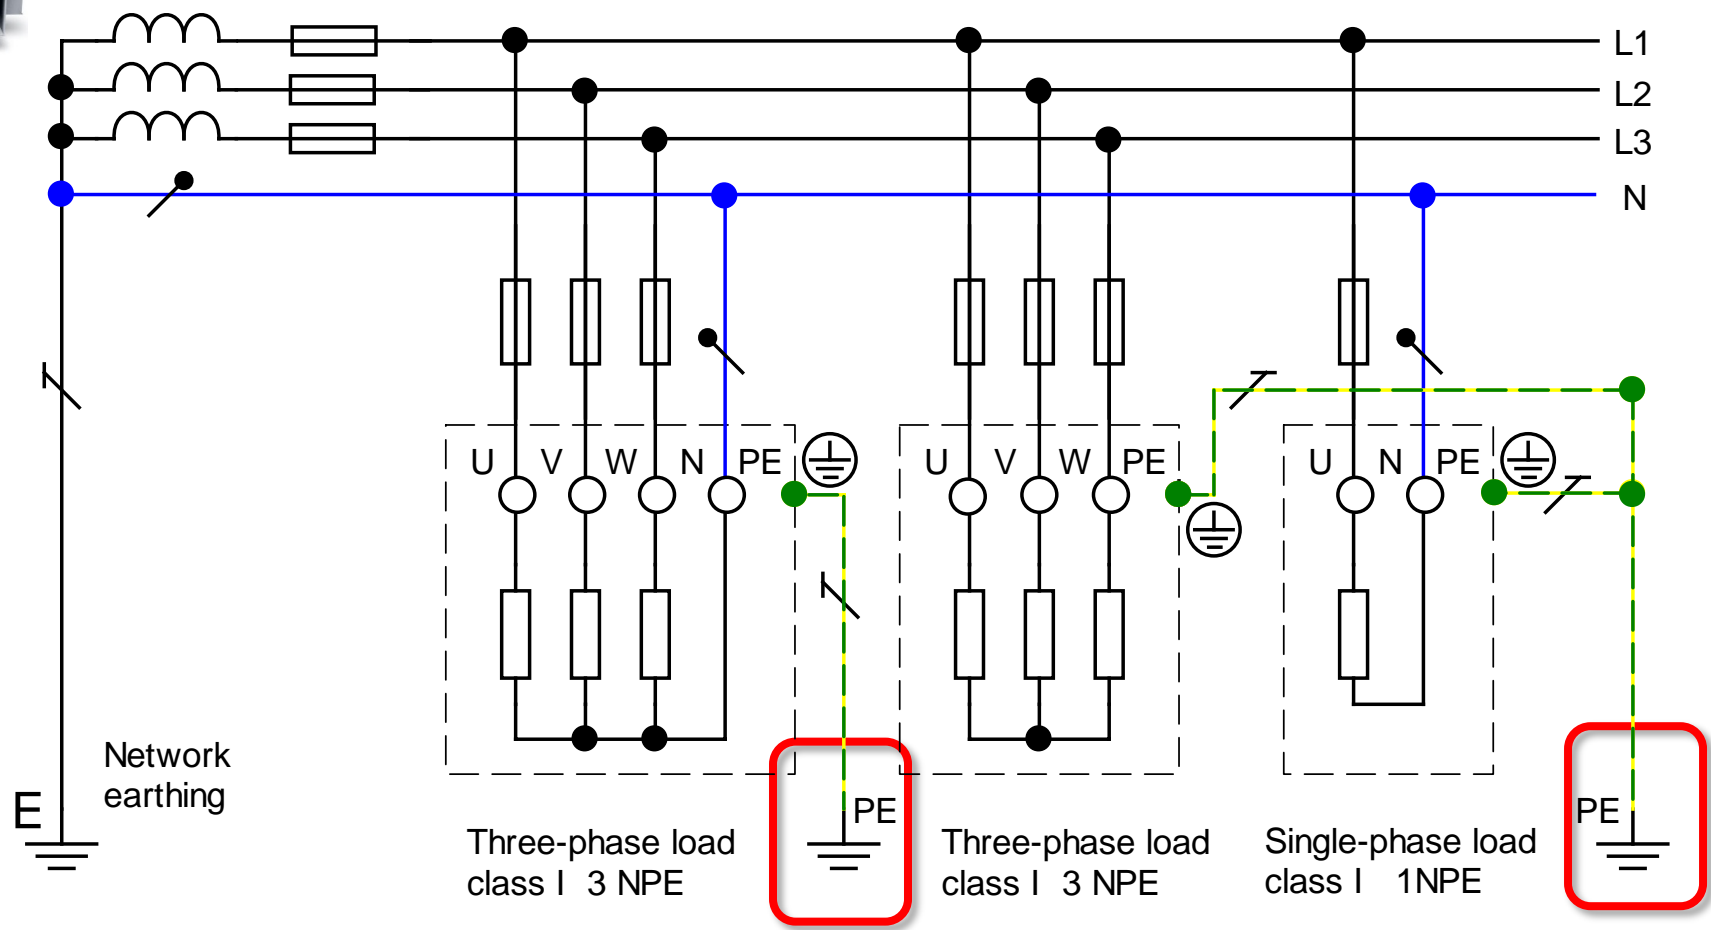 L1
L2
L3
N
U V W N PE
U V W PE
U N PE
Network
earthing
E
PE
PE
Three-phase load
class I 3 NPE
Three-phase load
class I 3 NPE
Single-phase load
class I 1NPE